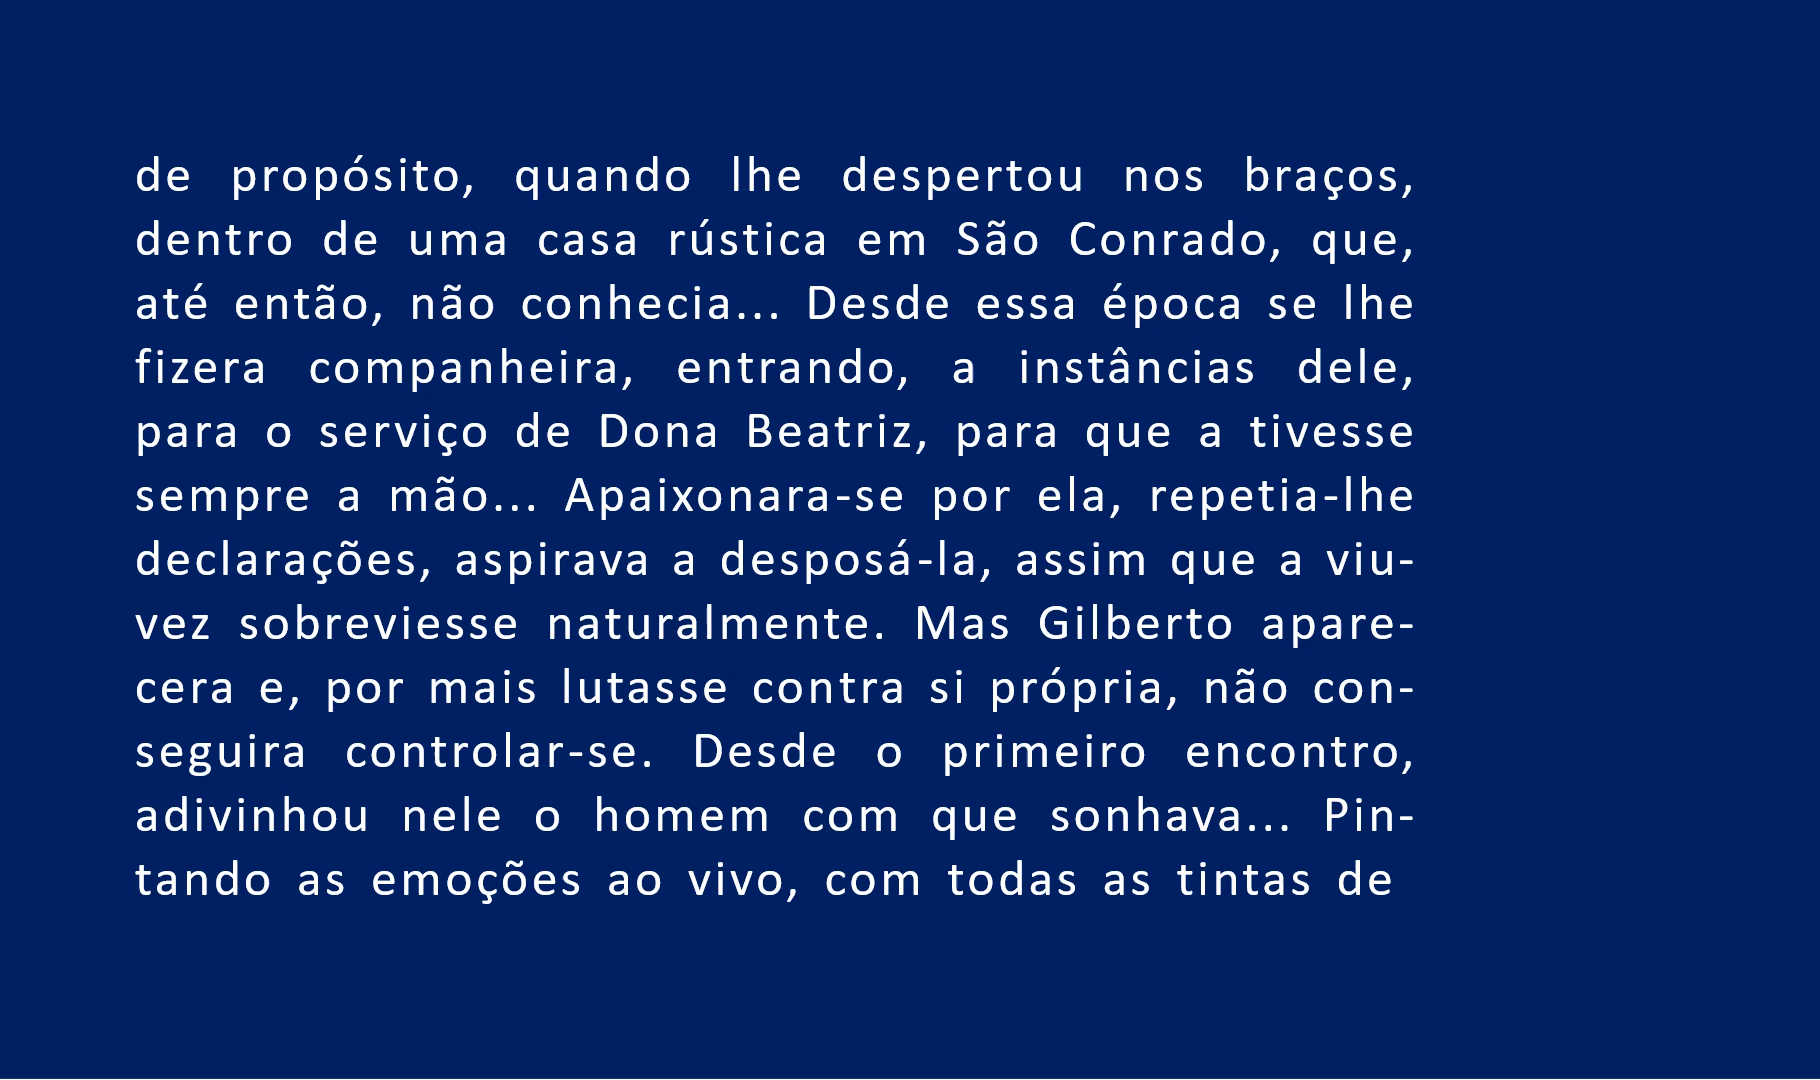 de propósito, quando lhe despertou nos braços,
dentro de uma casa rústica em São Conrado, que,
até então, não conhecia... Desde essa época se lhe
fizera companheira, entrando, a instâncias dele,
para o serviço de Dona Beatriz, para que a tivesse
sempre a mão... Apaixonara-se por ela, repetia-lhe
declarações, aspirava a desposá-la, assim que a viu-
vez sobreviesse naturalmente. Mas Gilberto apare-
cera e, por mais lutasse contra si própria, não con-
seguira controlar-se. Desde o primeiro encontro,
adivinhou nele o homem com que sonhava... Pin-
tando as emoções ao vivo, com todas as tintas de